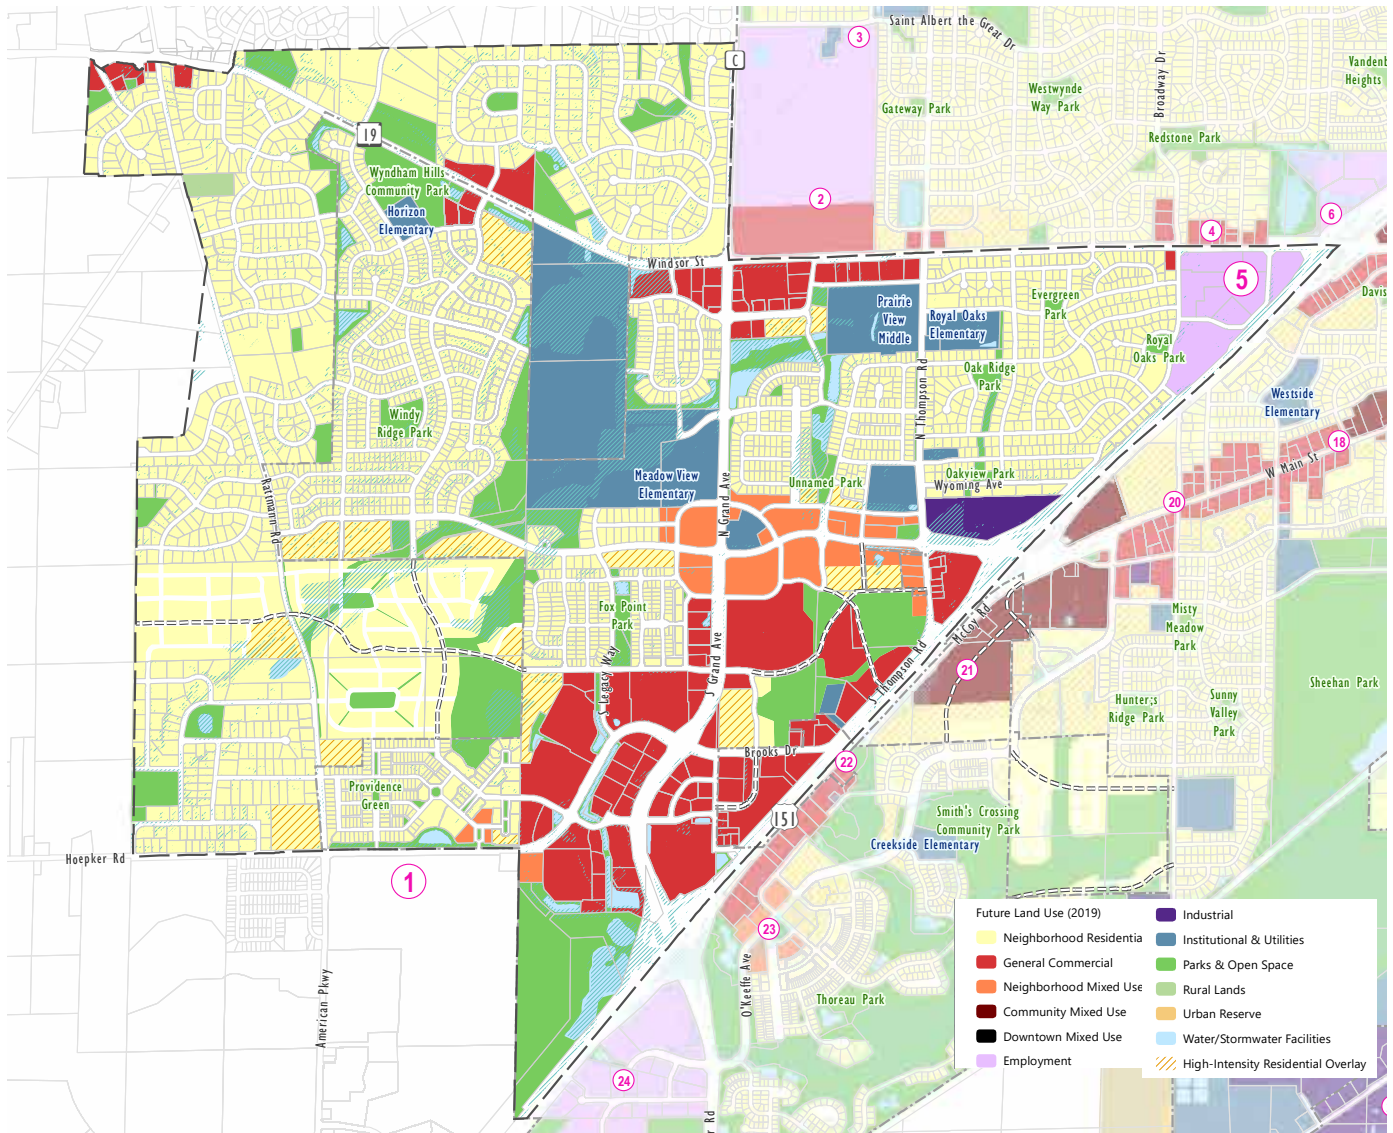 Saint Albert the
Great Dr
3
C
Broadway Dr
Vandenb
Heights
Westwynde
Way Park
Gateway Park
19
Redstone Park
Wyndham Hills
Community Park
Horizon
Elementary
2
4
6
Windsor St
5
Prairie
View
Middle
Royal Oaks
Elementary
Evergreen
Park
Davis
Royal
Oaks Park
Oak Ridge
Park
N Thompson Rd
Westside
Elementary
Windy
Ridge Park
18
W Main St
Rattmann Rd
Meadow View
Elementary
N Grand Ave
Unnamed Park
Oakview Park
Wyoming Ave
20
Fox Point
Park
Misty
Meadow
Park
McCoy Rd
S Legacy Way
S Grand Ave
S Thompson Rd
21
Sheehan Park
Hunter;s
Ridge Park
Sunny
Valley
Park
Brooks Dr
22
Providence
Green
151
Smith's Crossing
Community Park
Creekside Elementary
Hoepker Rd
1
23
American Pkwy
O'Keeffe Ave
Thoreau Park
24
r Rd
Future Land Use (2019)
Neighborhood Residentia
General Commercial
Neighborhood Mixed Use
Community Mixed Use
Downtown Mixed Use
Employment
Industrial
Institutional & Utilities
Parks & Open Space
Rural Lands
Urban Reserve
Water/Stormwater Facilities
High-Intensity Residential Overlay